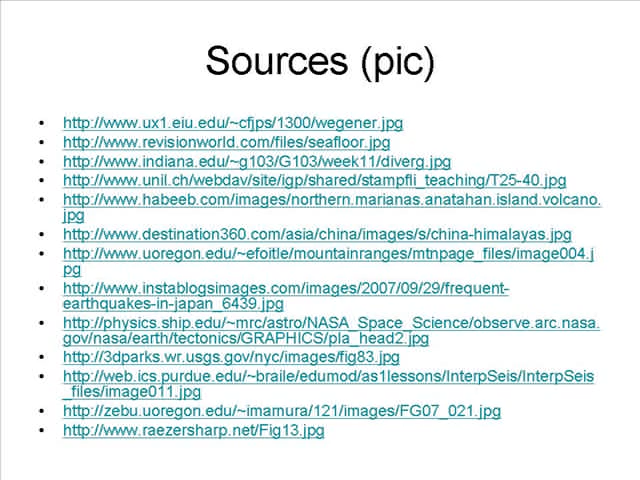 Sources (pic)
• http://www.ux1.eiu.edu/~cfjps/1300/wegener.jpg
• http://www.revisionworld.com/files/seafloor.jpg
• http://www.indiana.edu/~g103/G103/week11/diverg.jpg
• http://www.unil.ch/webdav/site/igp/shared/stampfli_teaching/T25-40.jpg
• http://www.habeeb.com/images/northern.marianas.anatahan.island.volcano.
jpg
• http://www.destination360.com/asia/china/images/s/china-himalayas.jpg
• http://www.uoregon.edu/~efoitle/mountainranges/mtnpage_files/image004.j
pg
• http://www.instablogsimages.com/images/2007/09/29/frequent-
earthquakes-in-japan_6439.jpg
• http://physics.ship.edu/~mrc/astro/NASA_Space_Science/observe.arc.nasa.
gov/nasa/earth/tectonics/GRAPHICS/pla_head2.jpg
• http://3dparks.wr.usgs.gov/nyc/images/fig83.jpg
• http://web.ics.purdue.edu/~braile/edumod/as1lessons/InterpSeis/InterpSeis
_files/image011.jpg
• http://zebu.uoregon.edu/~imamura/121/images/FG07_021.jpg
• http://www.raezersharp.net/Fig13.jpg